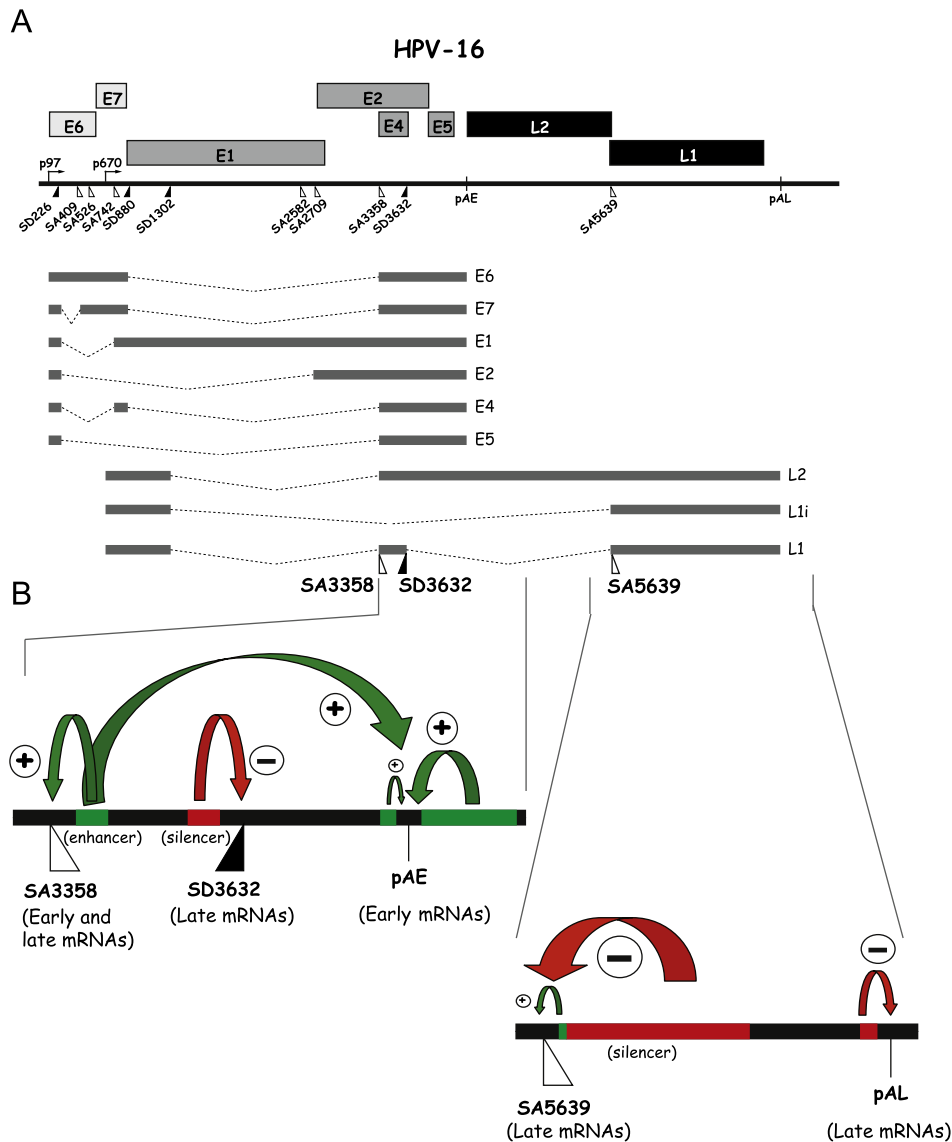 A
HPV-16
E7
E2
E6
E4
E5
L2
E1
L1
p97
p670
SD226
SA409
SA526
SA742
SD880
SD1302
SA2582
SA2709
SA3358
SD3632
pAE
SA5639
pAL
E6
E7
E1
E2
E4
E5
L2
L1i
L1
SA3358
SD3632
SA5639
B
+
+
+
−
+
(enhancer)
(silencer)
SA3358
(Early and
late mRNAs)
SD3632
(Late mRNAs)
pAE
(Early mRNAs)
−
−
+
(silencer)
SA5639
(Late mRNAs)
pAL
(Late mRNAs)